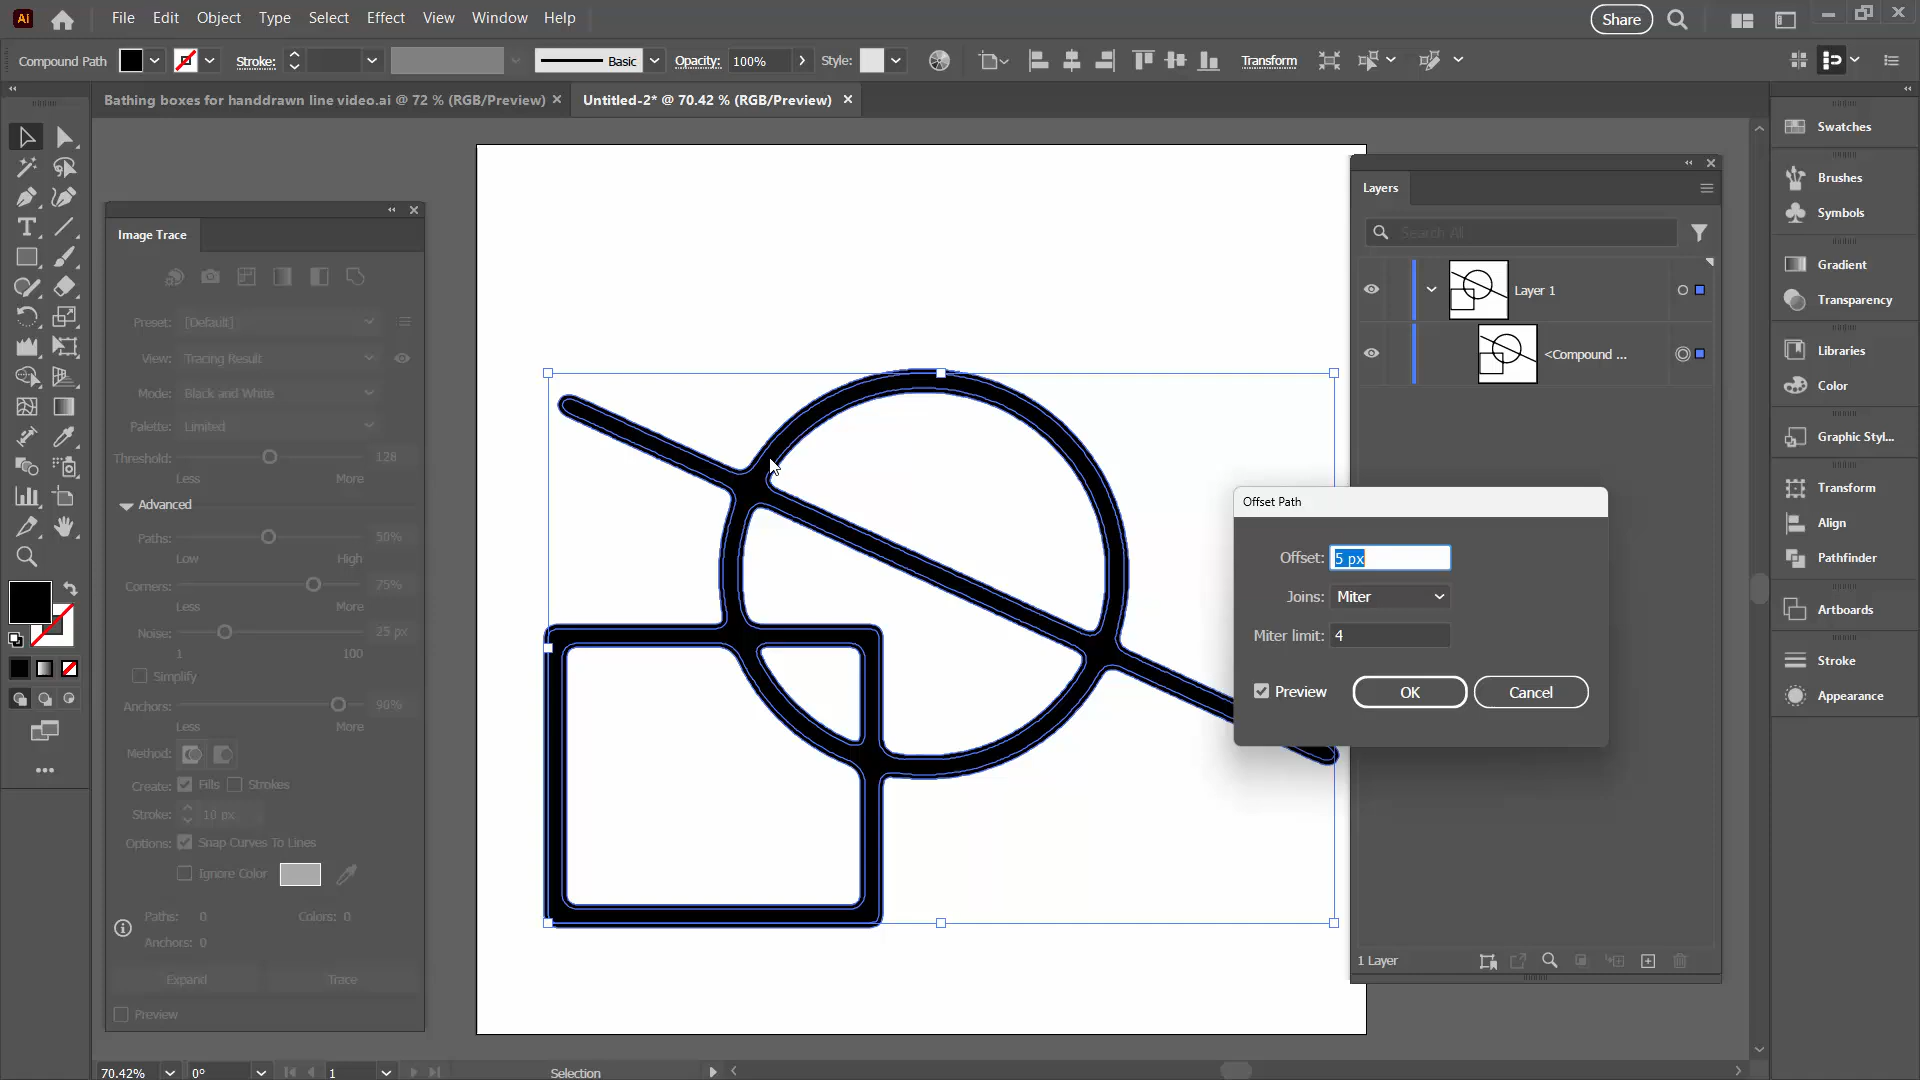 Ai File Edit Object Type Select Effect View Window Help Share
Compound Path Stroke: Basic Opacity: 100% Style: Transform
Bathing boxes for handdrawn line video.ai @ 72 % (RGB/Preview) Untitled-2* @ 70.42 % (RGB/Preview)
Image Trace
Preset: [Default]
View: Tracing Result
Mode: Black and White
Palette: Limited
Threshold: 128
Less More
Advanced
Paths: 50%
Low High
Corners: 75%
Less More
Noise: 25 px
1 100
Simplify
Anchors: 90%
Less More
Method:
Create: Fills Strokes
Stroke: 10 px
Options: Snap Curves To Lines
Ignore Color
Paths: 0 Colors: 0
Anchors: 0
Expand Trace
Preview
Layers
Search All
Layer 1
<Compound ...
1 Layer
Offset Path
Offset: 5 px
Joins: Miter
Miter limit: 4
Preview OK Cancel
Swatches
Brushes
Symbols
Gradient
Transparency
Libraries
Color
Graphic Styl...
Transform
Align
Pathfinder
Artboards
Stroke
Appearance
70.42% 0° 1 Selection